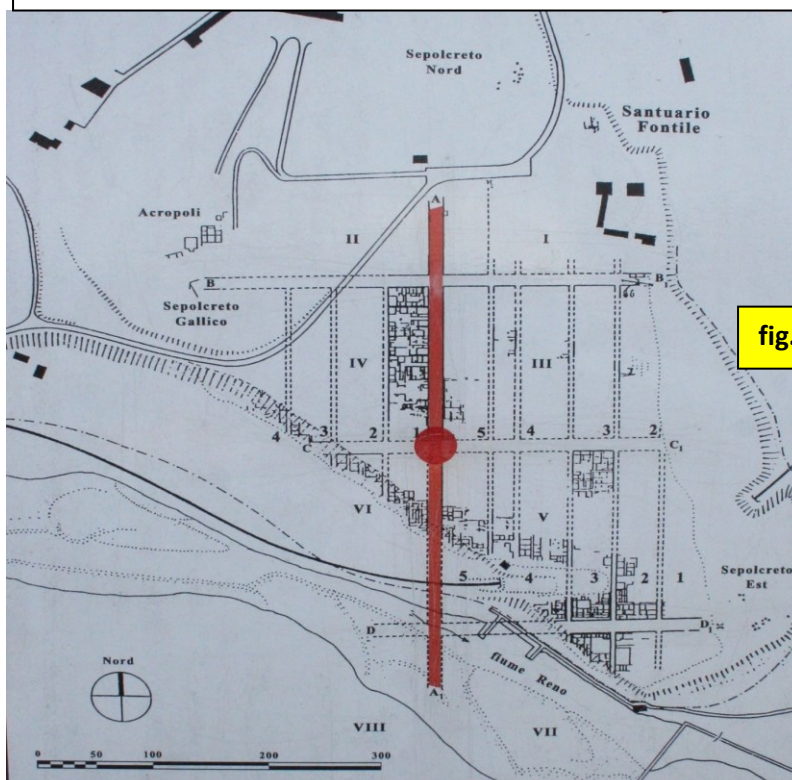 Sepolcreto
Nord
Santuario
Fontile
A
Acropoli
II
I
B
B1
Sepolcreto
Gallico
fig.
IV
III
4
3
2
1
5
4
3
2
C
C1
VI
V
5
4
3
2
1
Sepolcreto
Est
D
D1
Nord
fiume Reno
A1
VIII
VII
0
50
100
200
300